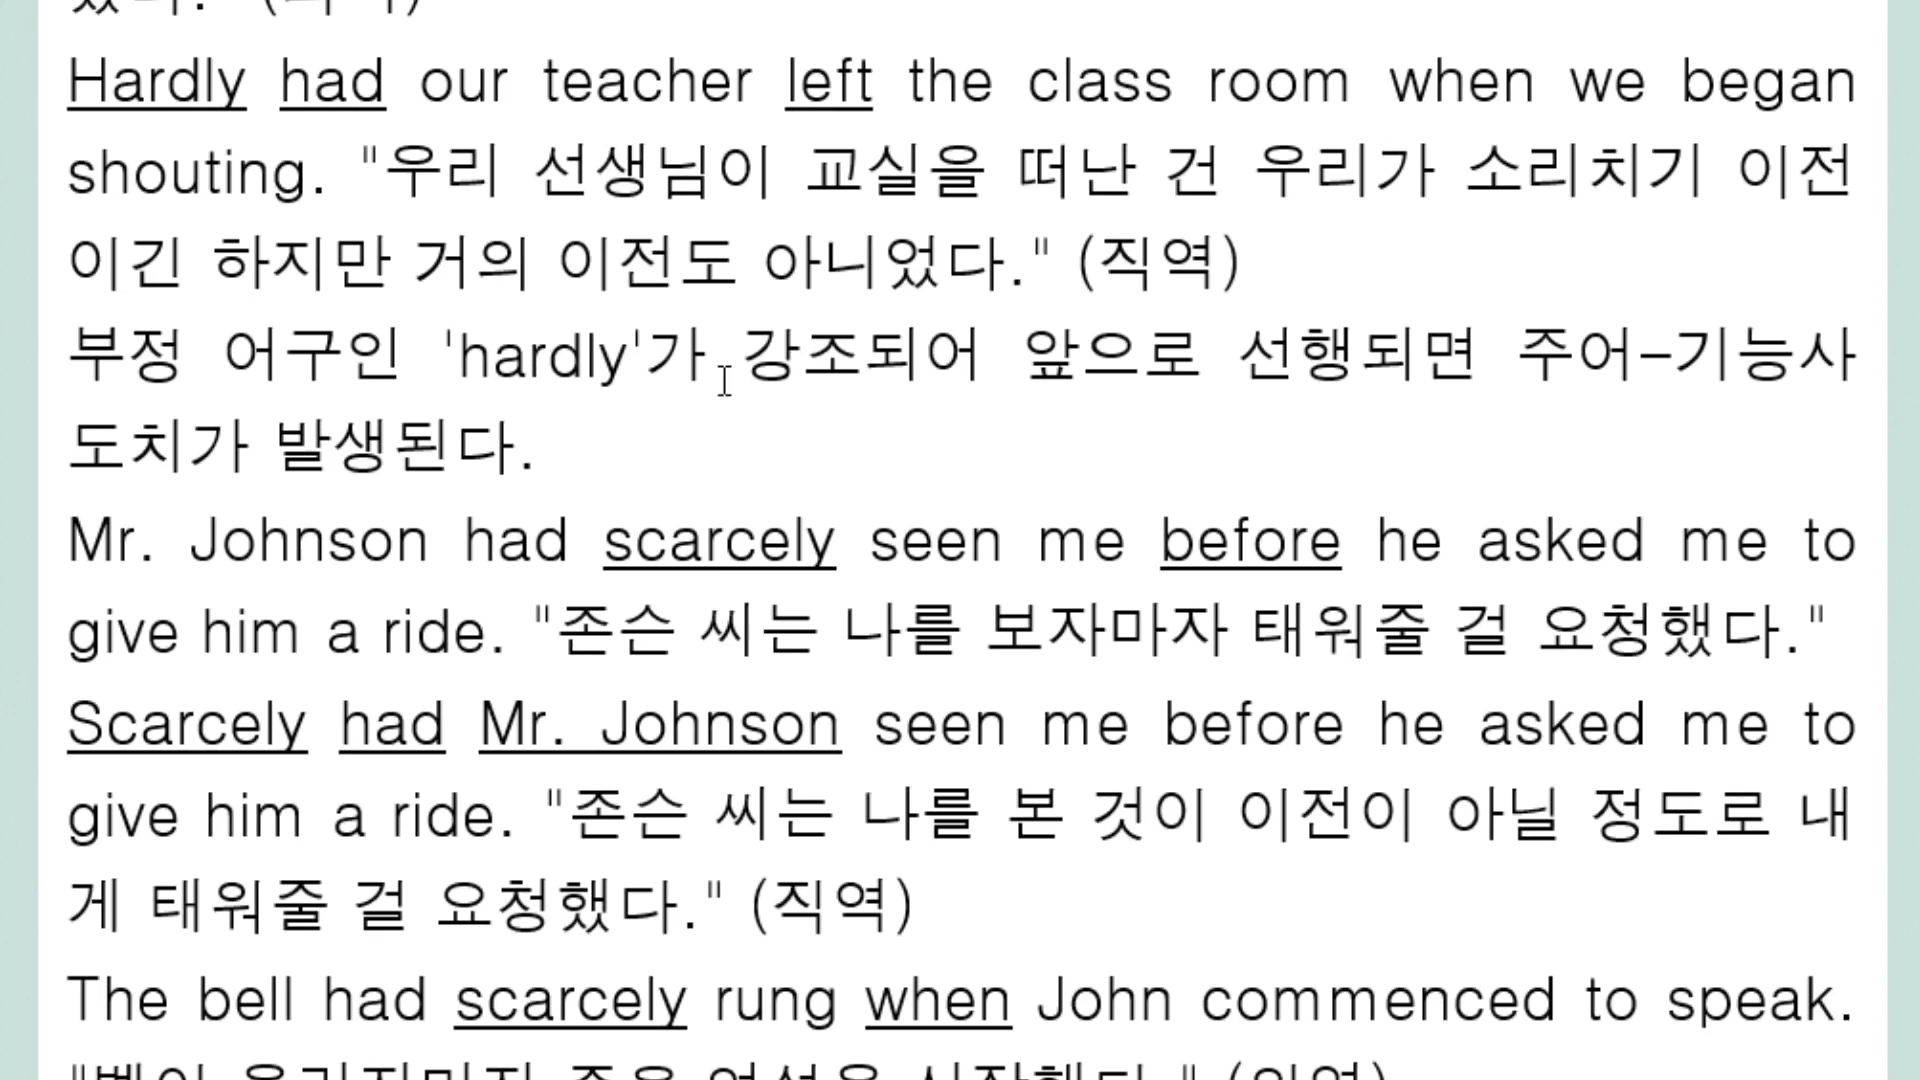 Hardly had our teacher left the class room when we began
shouting. "우리 선생님이 교실을 떠난 건 우리가 소리치기 이전
이긴 하지만 거의 이전도 아니었다." (직역)
부정 어구인 'hardly'가 강조되어 앞으로 선행되면 주어-기능사
도치가 발생된다.
Mr. Johnson had scarcely seen me before he asked me to
give him a ride. "존슨 씨는 나를 보자마자 태워줄 걸 요청했다."
Scarcely had Mr. Johnson seen me before he asked me to
give him a ride. "존슨 씨는 나를 본 것이 이전이 아닐 정도로 내
게 태워줄 걸 요청했다." (직역)
The bell had scarcely rung when John commenced to speak.